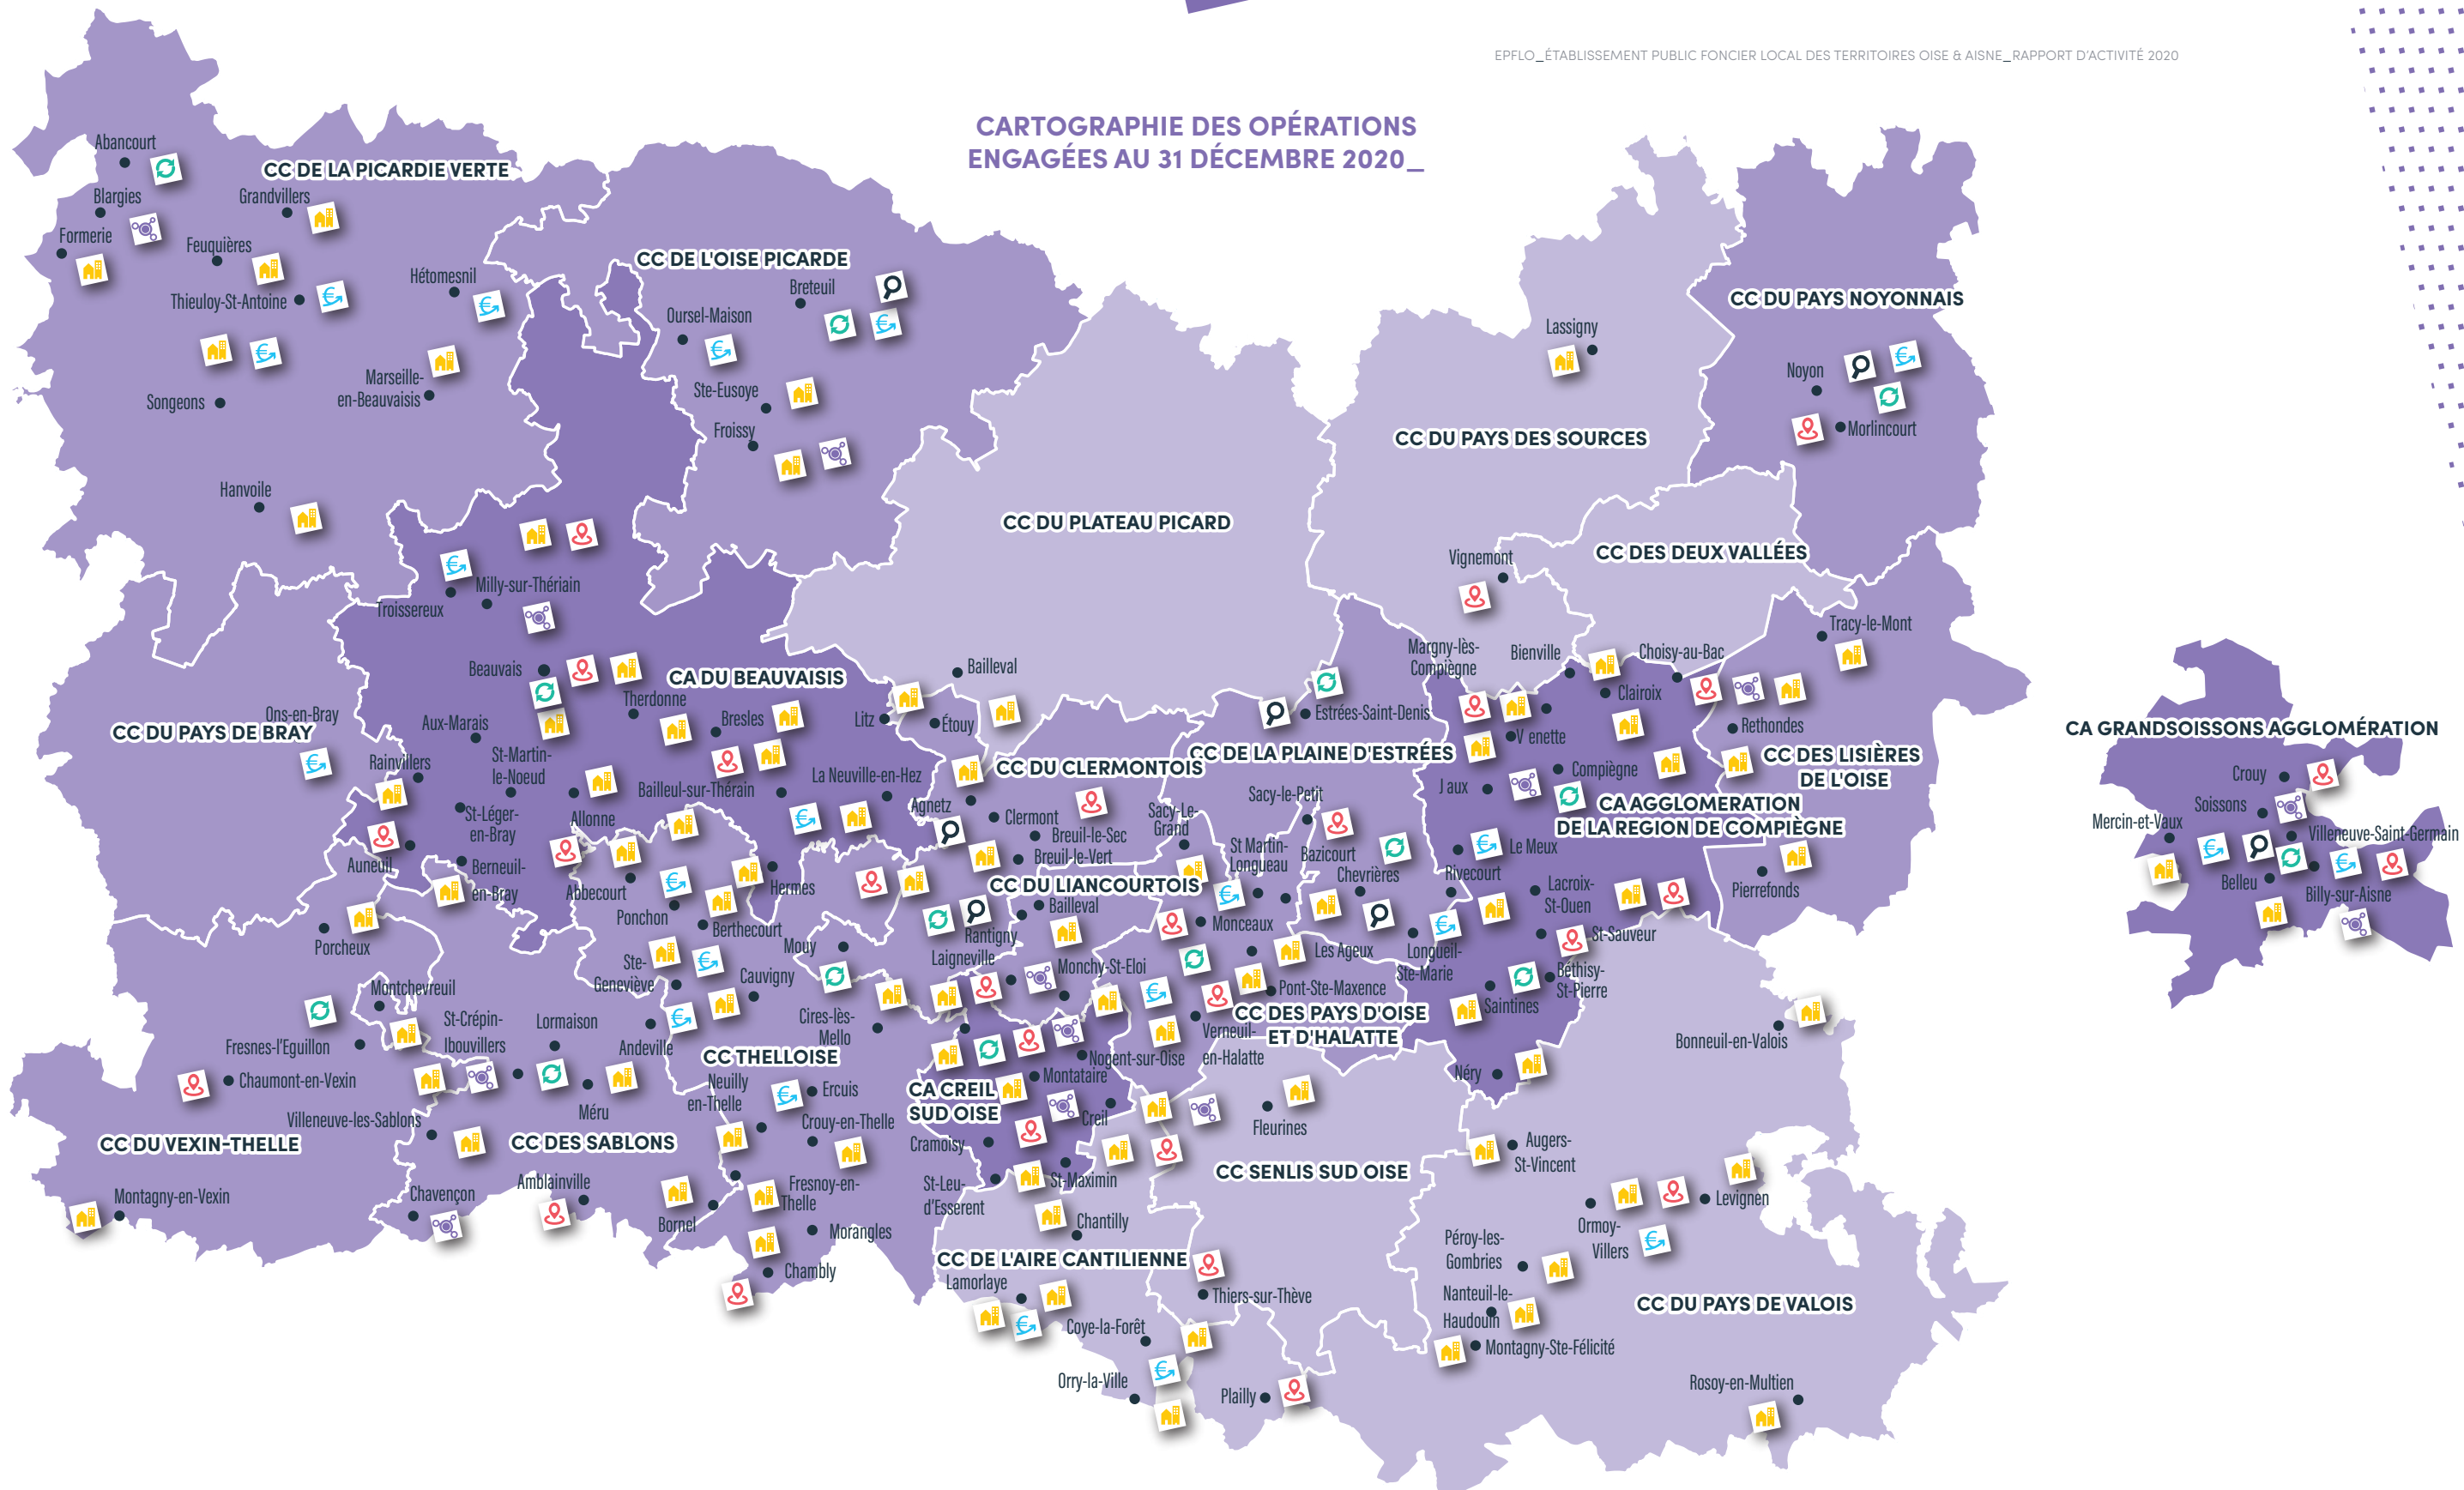 EPFLO_ÉTABLISSEMENT PUBLIC FONCIER LOCAL DES TERRITOIRES OISE & AISNE_RAPPORT D'ACTIVITÉ 2020
CARTOGRAPHIE DES OPÉRATIONS
ENGAGÉES AU 31 DÉCEMBRE 2020_
Abancourt
CC DE LA PICARDIE VERTE
Blargies
Grandvillers
Formerie
Feuquières
Thieuloy-St-Antoine
Hétomesnil
Marseille-
en-Beauvaisis
Songeons
Hanvoile
CC DE L'OISE PICARDE
Breteuil
Oursel-Maison
Ste-Eusoye
Froissy
CC DU PLATEAU PICARD
Lassigny
CC DU PAYS DES SOURCES
CC DU PAYS NOYONNAIS
Noyon
Morlincourt
CC DES DEUX VALLÉES
Vignemont
Milly-sur-Thériain
Troissereux
Beauvais
CA DU BEAUVAISIS
Therdonne
Bresles
Aux-Marais
St-Martin-
le-Noeud
Rainvillers
St-Léger-
en-Bray
Allonne
Bailleul-sur-Thérain
La Neuville-en-Hez
Auneuil
Berneuil-
en-Bray
Ons-en-Bray
CC DU PAYS DE BRAY
Bailleval
Litz
Étouy
CC DU CLERMONTOIS
Agnetz
Clermont
Breuil-le-Sec
Breuil-le-Vert
CC DE LA PLAINE D'ESTRÉES
Estrées-Saint-Denis
Sacy-le-Petit
Sacy-Le-
Grand
St Martin-
Longueau
Bazicourt
Chevrières
Margny-lès-
Compiègne
Bienville
Choisy-au-Bac
Clairoix
V enette
Compiègne
J aux
CA AGGLOMERATION
DE LA REGION DE COMPIÈGNE
Le Meux
Rivecourt
Lacroix-
St-Ouen
St-Sauveur
Longueil-
Ste-Marie
Béthisy-
St-Pierre
Saintines
Néry
Tracy-le-Mont
Rethondes
CC DES LISIÈRES
DE L'OISE
Pierrefonds
CA GRANDSOISSONS AGGLOMÉRATION
Crouy
Soissons
Mercin-et-Vaux
Villeneuve-Saint-Germain
Belleu
Billy-sur-Aisne
Porcheux
Abbecourt
Ponchon
Hermes
Berthecourt
Ste-
Geneviève
Cauvigny
Mouy
Cires-lès-
Mello
Andeville
CC THELLOISE
Neuilly
en-Thelle
Ercuis
Crouy-en-Thelle
Fresnoy-en-
Thelle
Morangles
Chambly
CC DU LIANCOURTOIS
Bailleval
Rantigny
Laigneville
Monchy-St-Eloi
Monceaux
Les Ageux
Pont-Ste-Maxence
CC DES PAYS D'OISE
ET D'HALATTE
Verneuil-
en-Halatte
Nogent-sur-Oise
Montataire
CA CREIL
SUD OISE
Creil
Cramoisy
St-Leu-
d'Esserent
St-Maximin
Chantilly
CC DE L'AIRE CANTILIENNE
Lamorlaye
Coye-la-Forêt
Orry-la-Ville
Montchevreuil
Fresnes-l'Eguillon
Chaumont-en-Vexin
St-Crépin-
Ibouvillers
Lormaison
Méru
Villeneuve-les-Sablons
CC DU VEXIN-THELLE
CC DES SABLONS
Montagny-en-Vexin
Chavençon
Amblainville
Bornel
Fleurines
CC SENLIS SUD OISE
Thiers-sur-Thève
Plailly
Bonneuil-en-Valois
Augers-
St-Vincent
Levignen
Ormoy-
Villers
Péroy-les-
Gombries
Nanteuil-le-
Haudouin
Montagny-Ste-Félicité
CC DU PAYS DE VALOIS
Rosoy-en-Multien